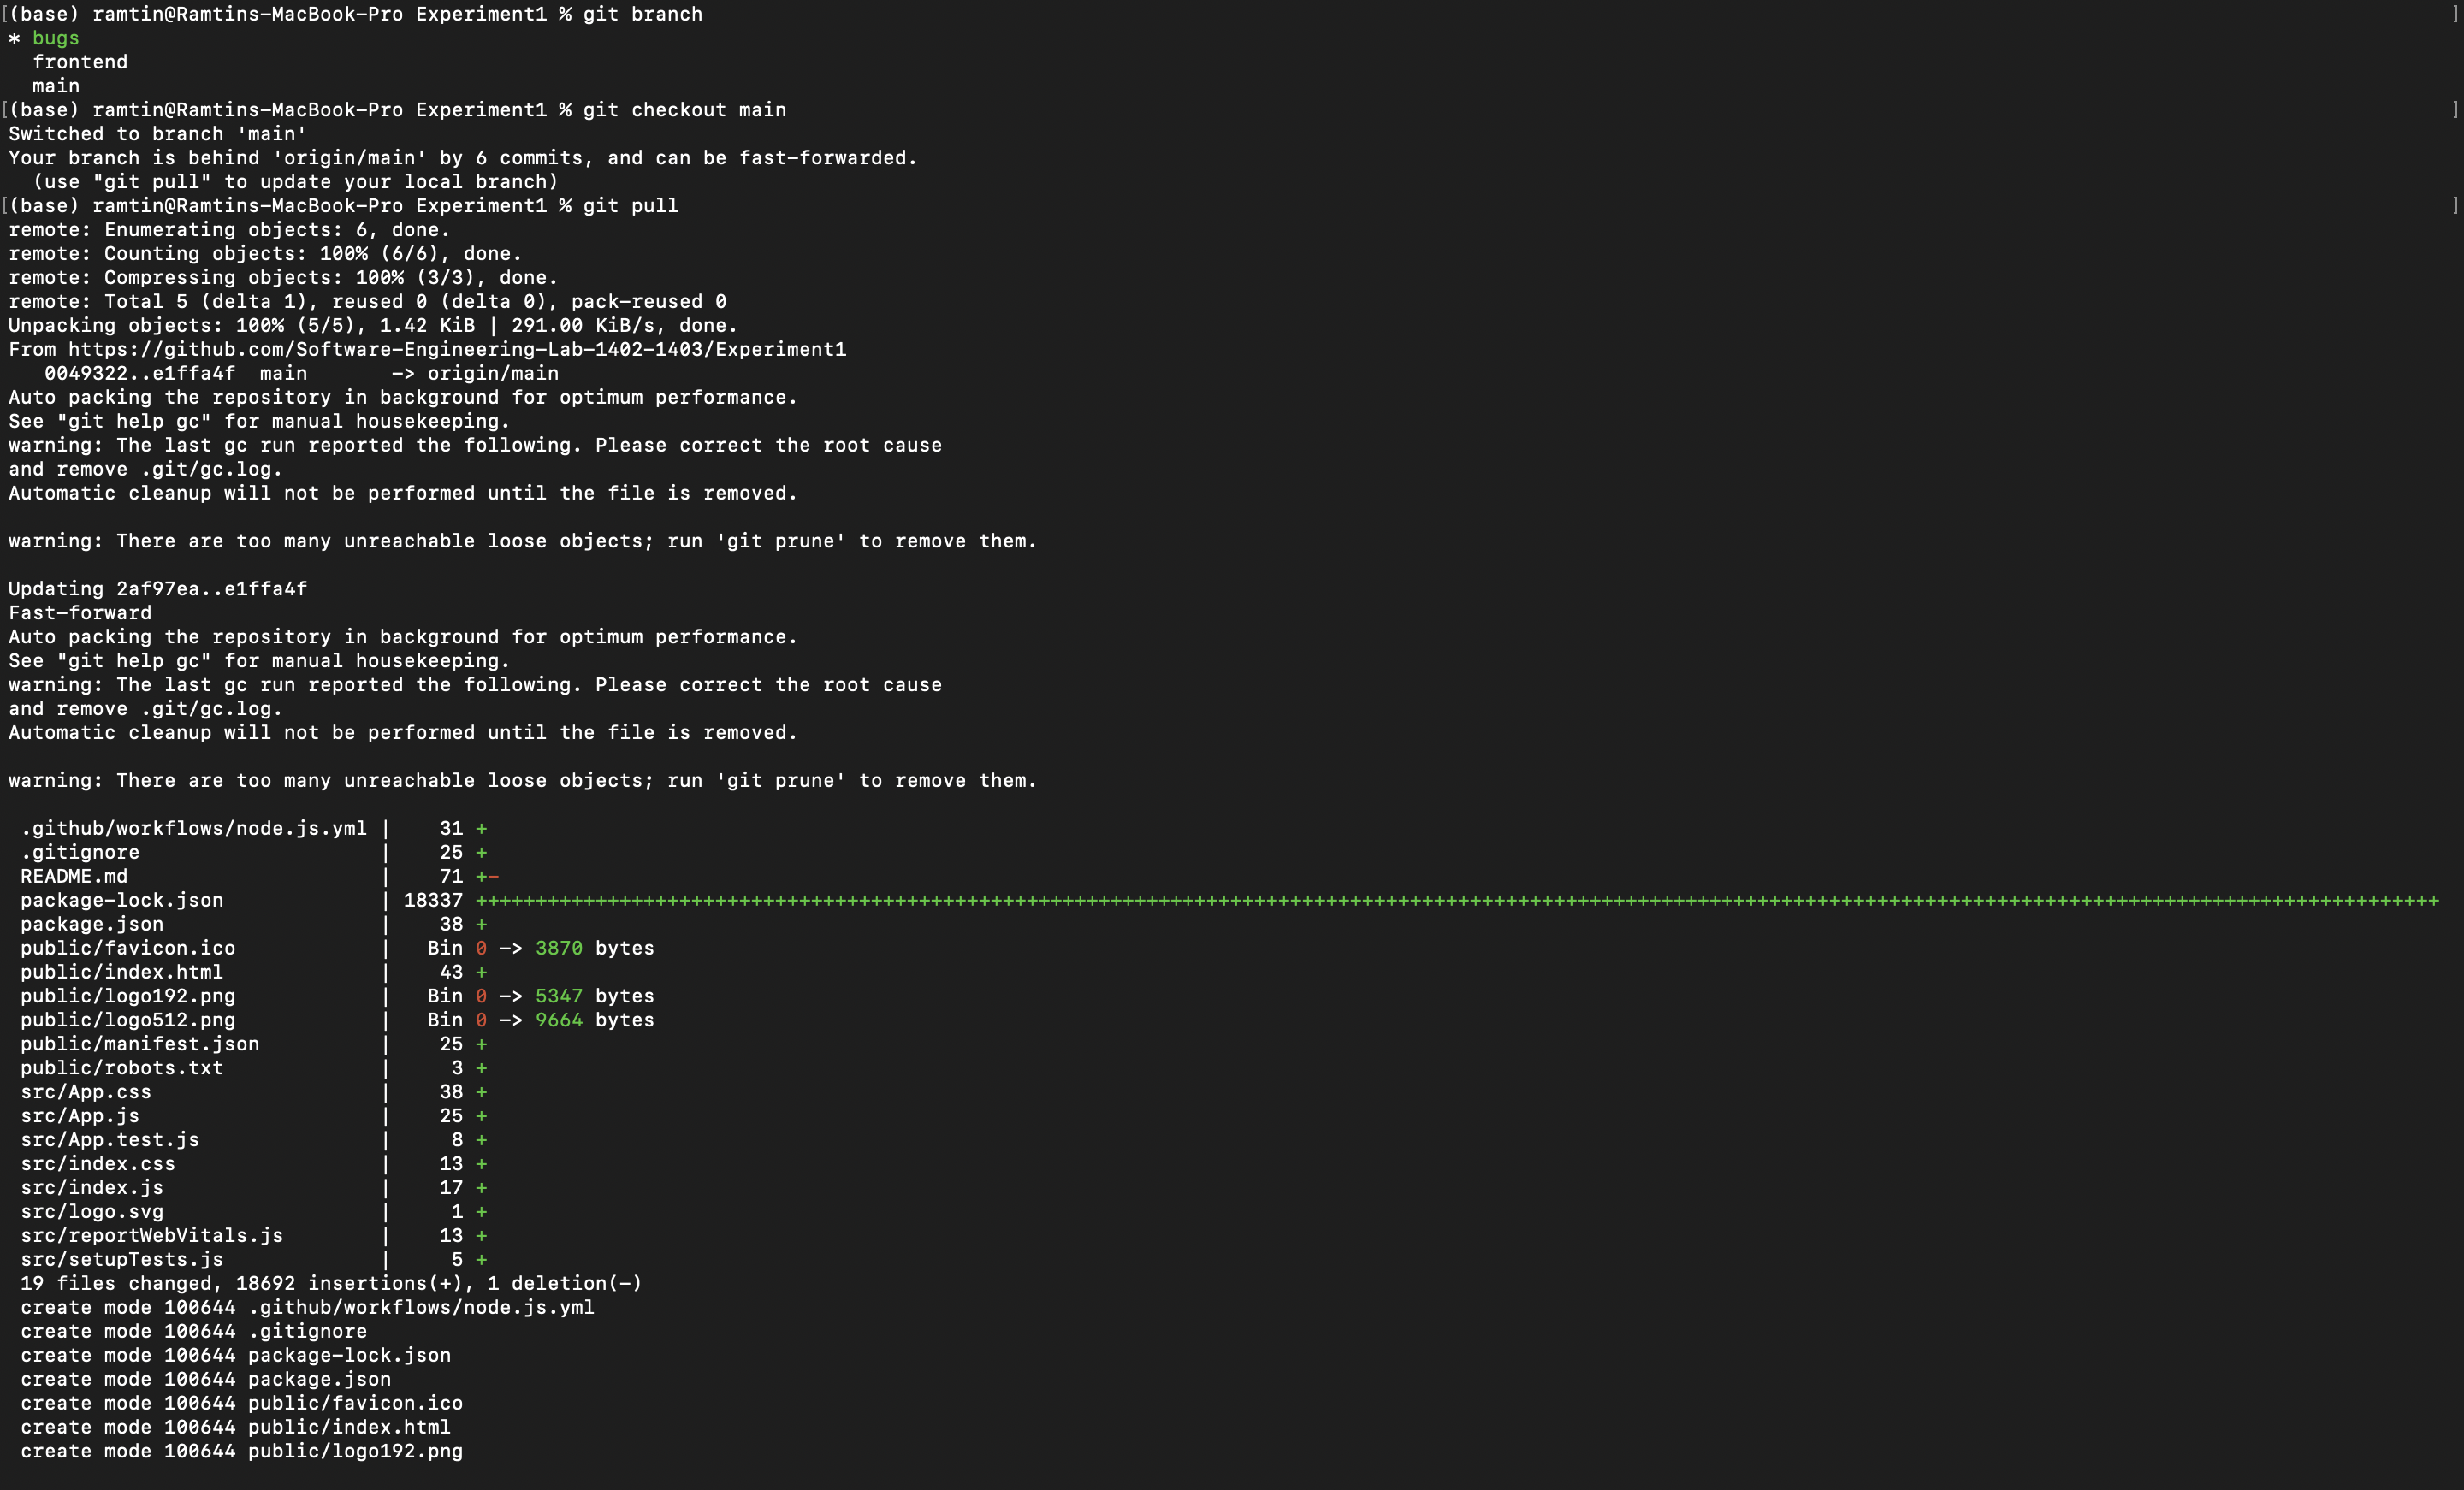 [(base) ramtin@Ramtins-MacBook-Pro Experiment1 % git branch ]
* bugs
  frontend
  main
[(base) ramtin@Ramtins-MacBook-Pro Experiment1 % git checkout main ]
Switched to branch 'main'
Your branch is behind 'origin/main' by 6 commits, and can be fast-forwarded.
  (use "git pull" to update your local branch)
[(base) ramtin@Ramtins-MacBook-Pro Experiment1 % git pull ]
remote: Enumerating objects: 6, done.
remote: Counting objects: 100% (6/6), done.
remote: Compressing objects: 100% (3/3), done.
remote: Total 5 (delta 1), reused 0 (delta 0), pack-reused 0
Unpacking objects: 100% (5/5), 1.42 KiB | 291.00 KiB/s, done.
From https://github.com/Software-Engineering-Lab-1402-1403/Experiment1
   0049322..e1ffa4f  main       -> origin/main
Auto packing the repository in background for optimum performance.
See "git help gc" for manual housekeeping.
warning: The last gc run reported the following. Please correct the root cause
and remove .git/gc.log.
Automatic cleanup will not be performed until the file is removed.
warning: There are too many unreachable loose objects; run 'git prune' to remove them.
Updating 2af97ea..e1ffa4f
Fast-forward
Auto packing the repository in background for optimum performance.
See "git help gc" for manual housekeeping.
warning: The last gc run reported the following. Please correct the root cause
and remove .git/gc.log.
Automatic cleanup will not be performed until the file is removed.
warning: There are too many unreachable loose objects; run 'git prune' to remove them.
 .github/workflows/node.js.yml |    31 +
 .gitignore                    |    25 +
 README.md                     |    71 +-
 package-lock.json             | 18337 ++++++++++++++++++++++++++++++++++++++++++++++++++++++++++++++++++++++++++++++++++++++++++++++++++++++++++++++++++++++++++++++++++++++++++++++++++++++++++++++++++++
 package.json                  |    38 +
 public/favicon.ico            |   Bin 0 -> 3870 bytes
 public/index.html             |    43 +
 public/logo192.png            |   Bin 0 -> 5347 bytes
 public/logo512.png            |   Bin 0 -> 9664 bytes
 public/manifest.json          |    25 +
 public/robots.txt             |     3 +
 src/App.css                   |    38 +
 src/App.js                    |    25 +
 src/App.test.js               |     8 +
 src/index.css                 |    13 +
 src/index.js                  |    17 +
 src/logo.svg                  |     1 +
 src/reportWebVitals.js        |    13 +
 src/setupTests.js             |     5 +
 19 files changed, 18692 insertions(+), 1 deletion(-)
 create mode 100644 .github/workflows/node.js.yml
 create mode 100644 .gitignore
 create mode 100644 package-lock.json
 create mode 100644 package.json
 create mode 100644 public/favicon.ico
 create mode 100644 public/index.html
 create mode 100644 public/logo192.png